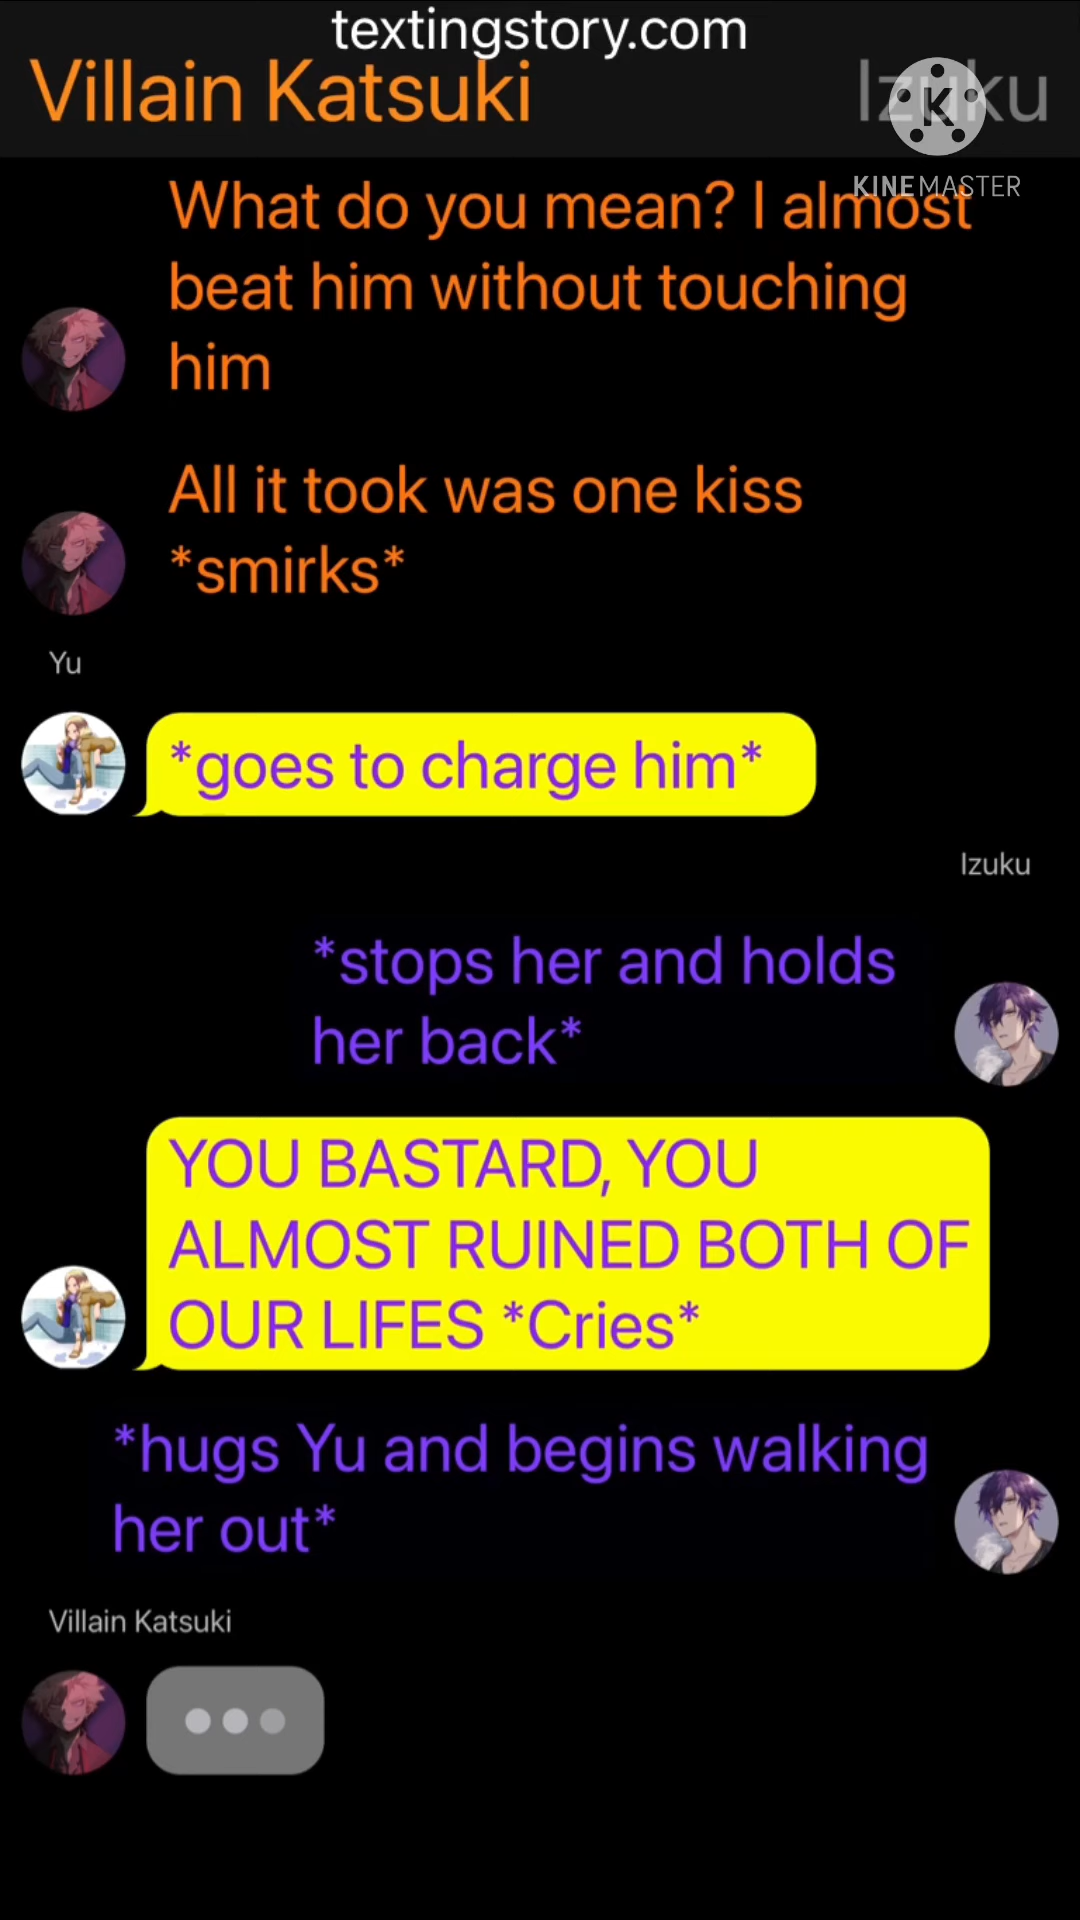 textingstory.com
Villain Katsuki
Izuku
K
KINEMASTER
What do you mean? I almost
beat him without touching
him
All it took was one kiss
*smirks*
Yu
*goes to charge him*
Izuku
*stops her and holds
her back*
YOU BASTARD, YOU
ALMOST RUINED BOTH OF
OUR LIFES *Cries*
*hugs Yu and begins walking
her out*
Villain Katsuki